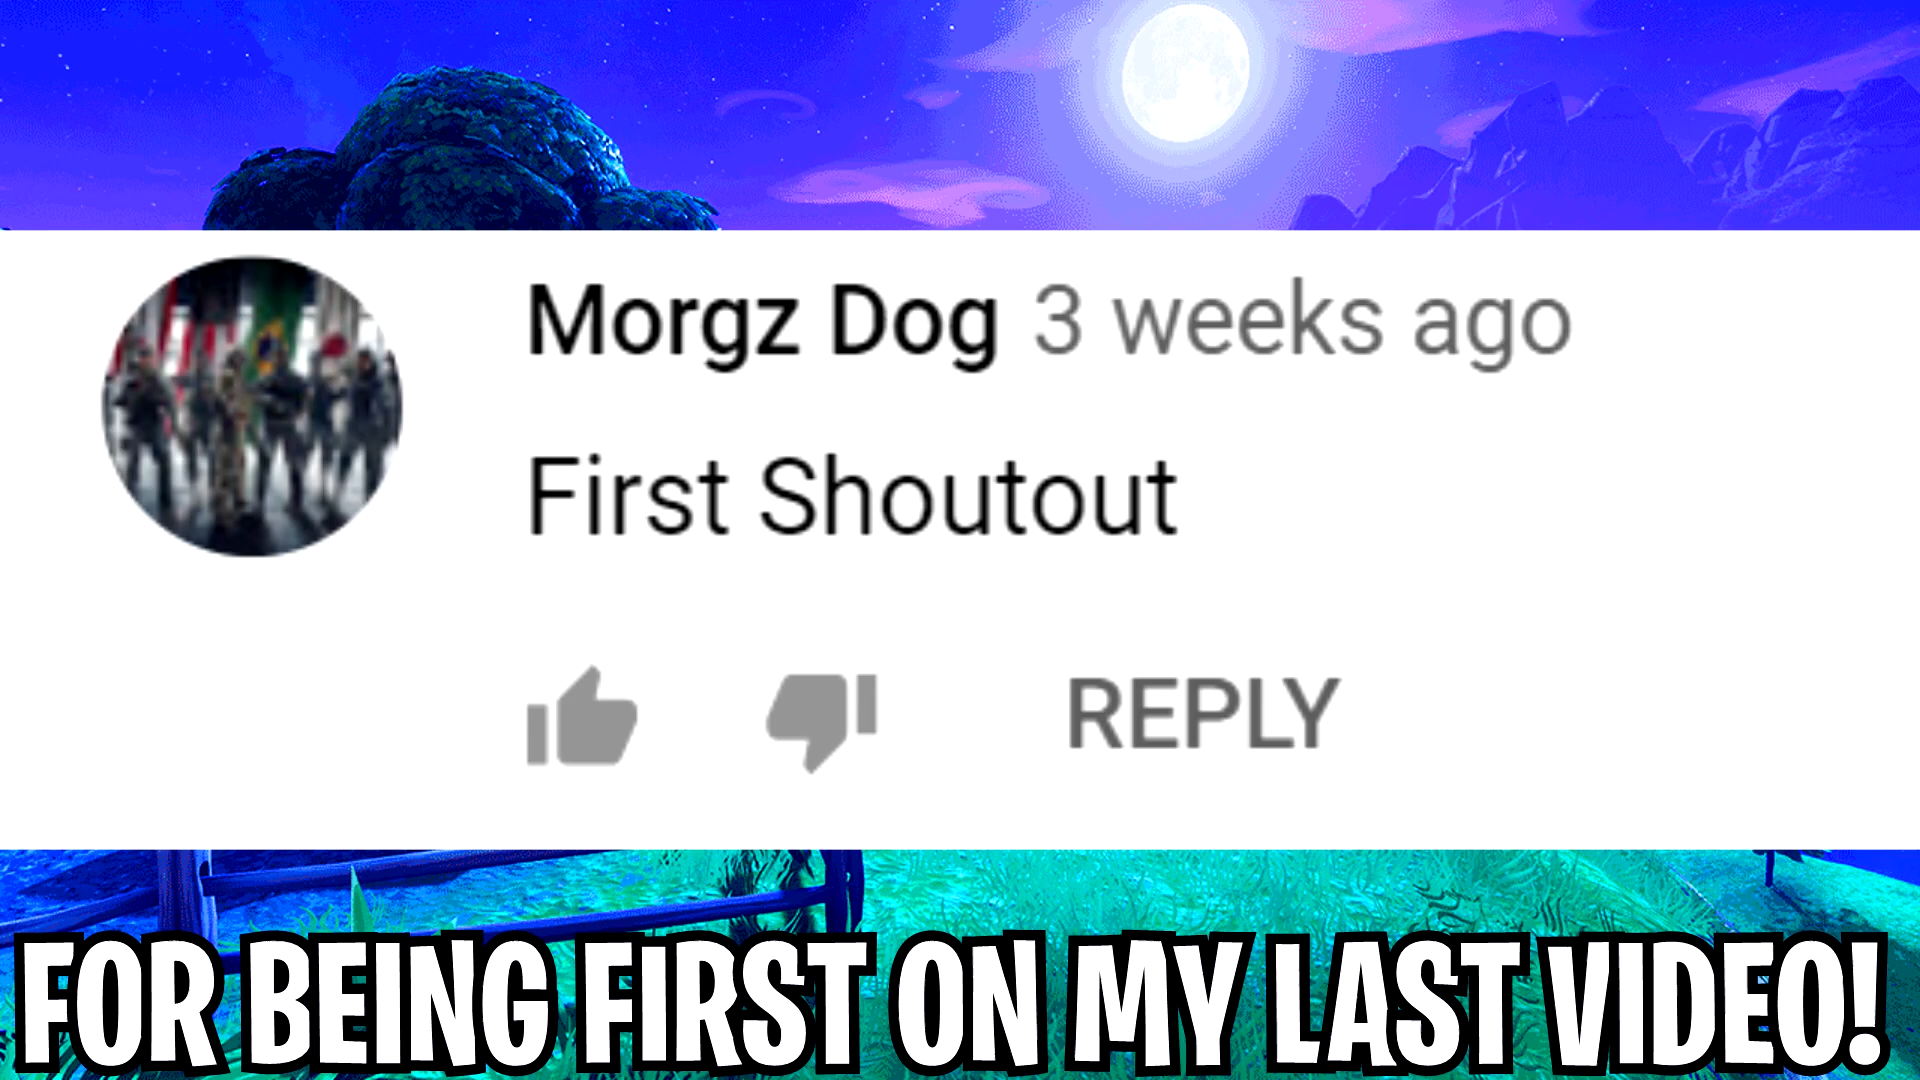 Morgz Dog 3 weeks ago
First Shoutout
REPLY
FOR BEING FIRST ON MY LAST VIDEO!